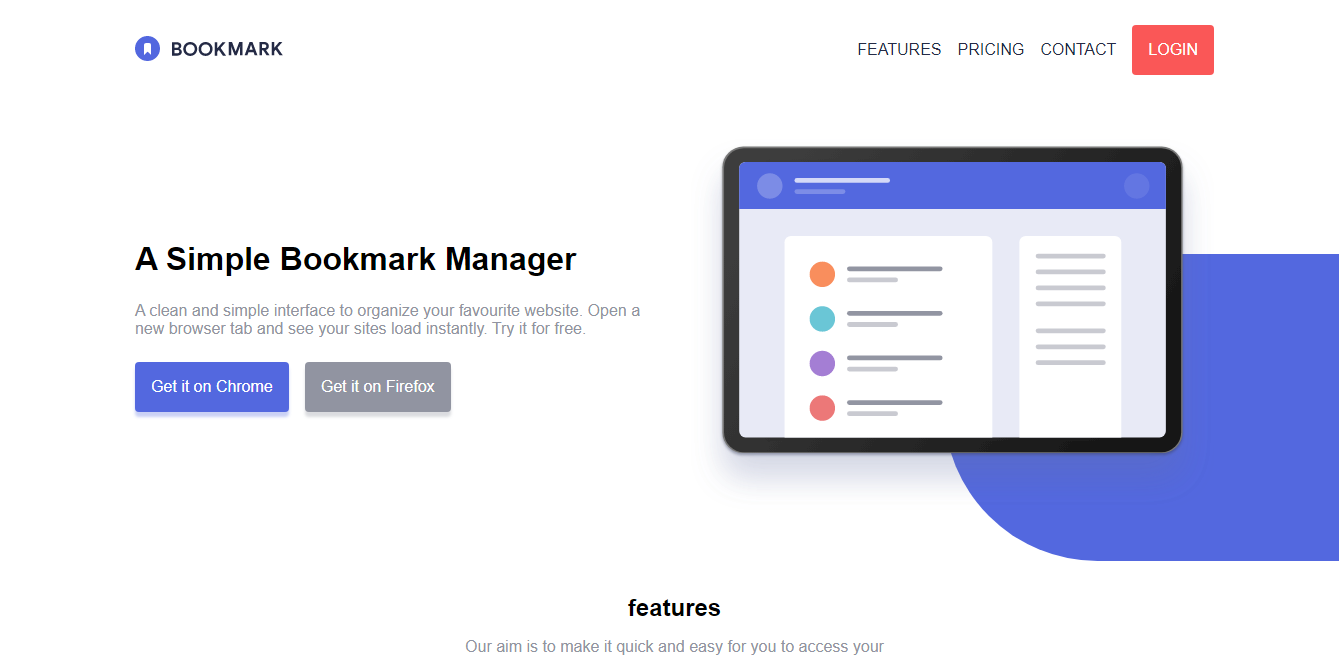 BOOKMARK
FEATURES PRICING CONTACT LOGIN
A Simple Bookmark Manager
A clean and simple interface to organize your favourite website. Open a
new browser tab and see your sites load instantly. Try it for free.
Get it on Chrome Get it on Firefox
features
Our aim is to make it quick and easy for you to access your